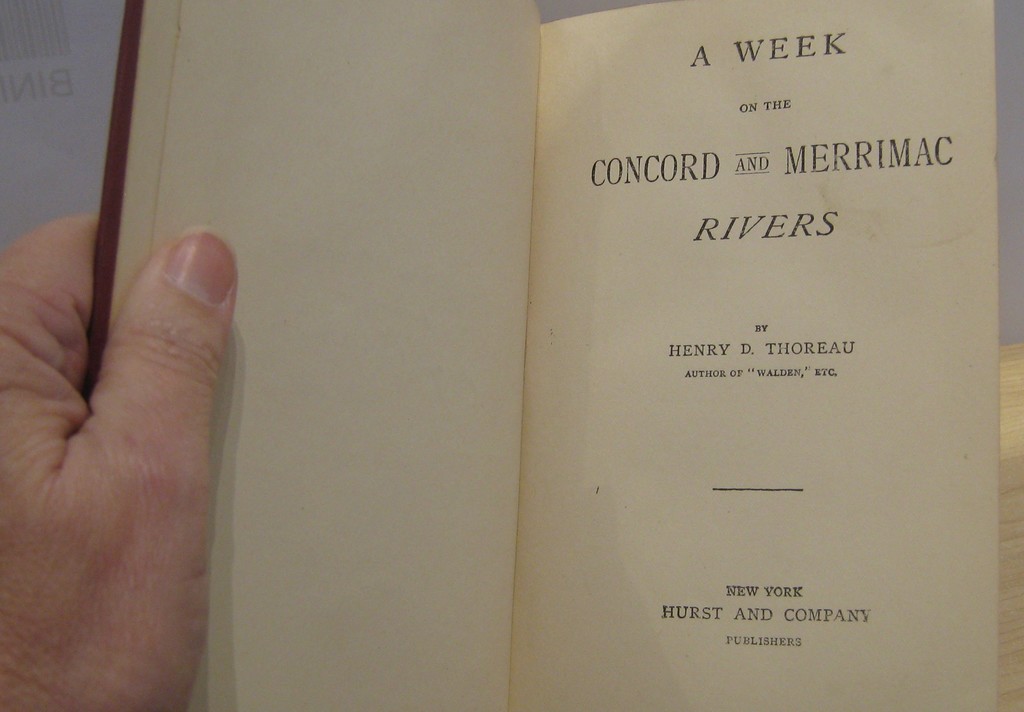 A WEEK
ON THE
CONCORD AND MERRIMAC
RIVERS
BY
HENRY D. THOREAU
AUTHOR OF "WALDEN," ETC.
NEW YORK
HURST AND COMPANY
PUBLISHERS